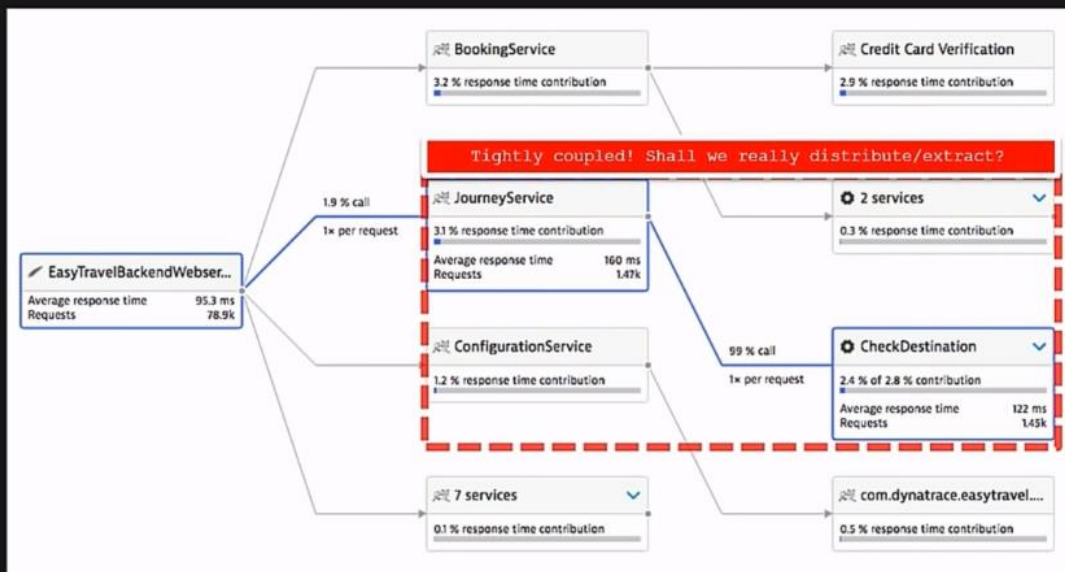 BookingService
3.2 % response time contribution
Credit Card Verification
2.9 % response time contribution
Tightly coupled! Shall we really distribute/extract?
1.9 % call
1× per request
JourneyService
3.1 % response time contribution
Average response time 160 ms
Requests 1.47k
2 services
0.3 % response time contribution
EasyTravelBackendWebser...
Average response time 95.3 ms
Requests 78.9k
ConfigurationService
1.2 % response time contribution
99 % call
1× per request
CheckDestination
2.4 % of 2.8 % contribution
Average response time 122 ms
Requests 1.45k
7 services
0.1 % response time contribution
com.dynatrace.easytravel....
0.5 % response time contribution